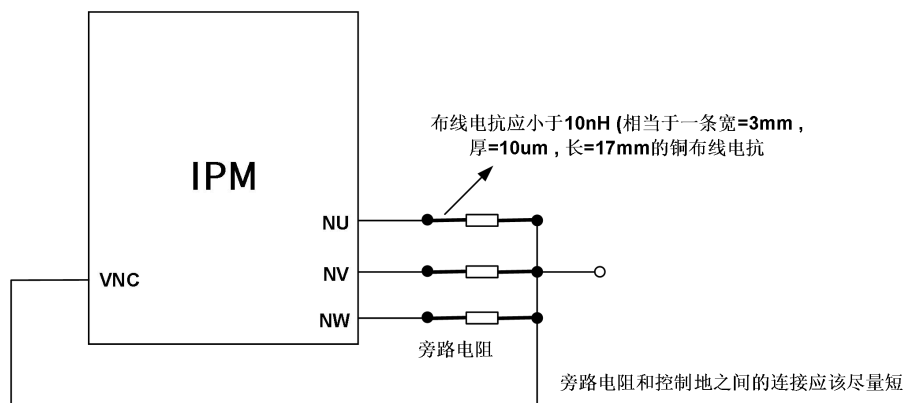 布线电抗应小于10nH (相当于一条宽=3mm ,
厚=10um , 长=17mm的铜布线电抗
IPM
NU
VNC
NV
NW
旁路电阻
旁路电阻和控制地之间的连接应该尽量短